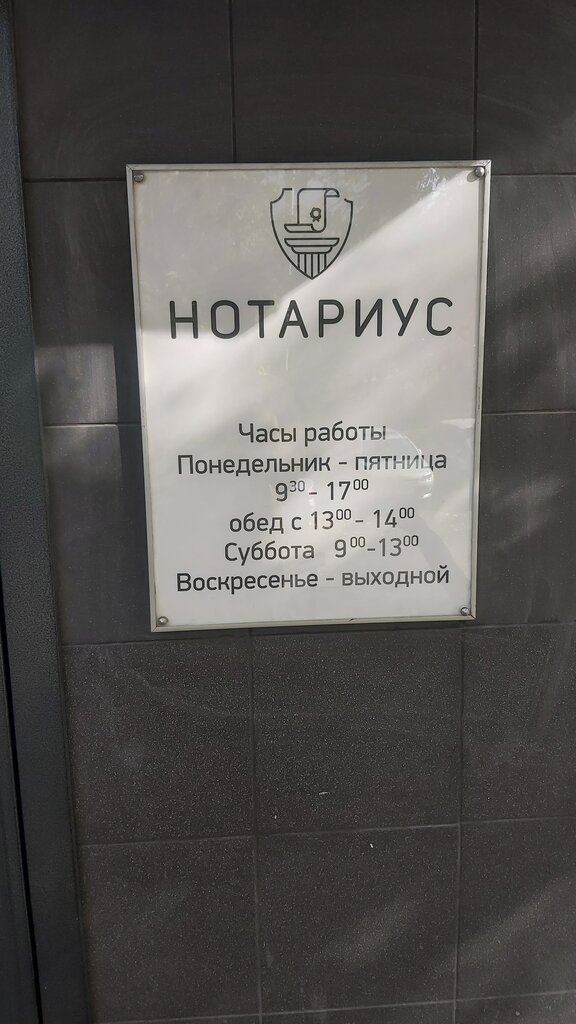 НОТАРИУС
Часы работы
Понедельник - пятница
9³⁰ - 17⁰⁰
обед с 13⁰⁰ - 14⁰⁰
Суббота 9⁰⁰-13⁰⁰
Воскресенье - выходной